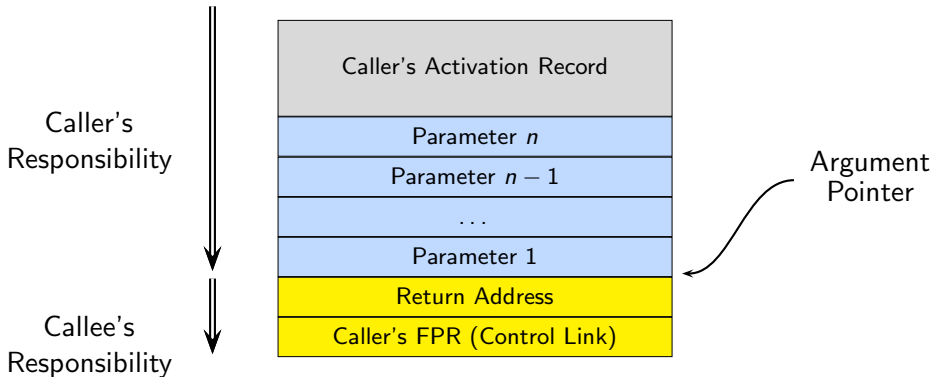 Caller's Activation Record
Caller's
Responsibility
Parameter n
Parameter n − 1
. . .
Parameter 1
Argument
Pointer
Return Address
Caller's FPR (Control Link)
Callee's
Responsibility